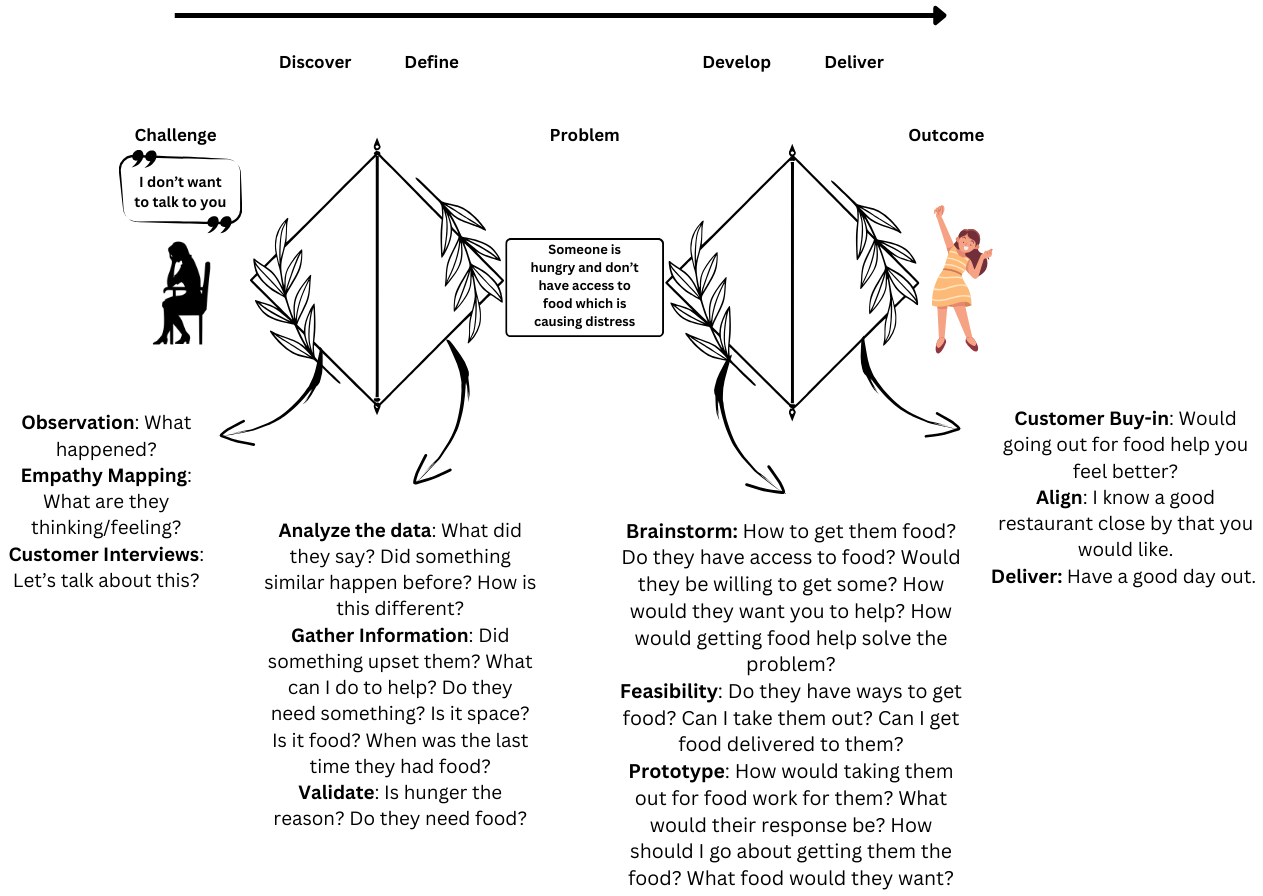 Discover
Define
Develop
Deliver
Challenge
Problem
Outcome
I don’t want
to talk to you
Someone is
hungry and don’t
have access to
food which is
causing distress
Observation: What
happened?
Empathy Mapping:
What are they
thinking/feeling?
Customer Interviews:
Let’s talk about this?
Analyze the data: What did
they say? Did something
similar happen before? How is
this different?
Gather Information: Did
something upset them? What
can I do to help? Do they
need something? Is it space?
Is it food? When was the last
time they had food?
Validate: Is hunger the
reason? Do they need food?
Brainstorm: How to get them food?
Do they have access to food? Would
they be willing to get some? How
would they want you to help? How
would getting food help solve the
problem?
Feasibility: Do they have ways to get
food? Can I take them out? Can I get
food delivered to them?
Prototype: How would taking them
out for food work for them? What
would their response be? How
should I go about getting them the
food? What food would they want?
Customer Buy-in: Would
going out for food help you
feel better?
Align: I know a good
restaurant close by that you
would like.
Deliver: Have a good day out.